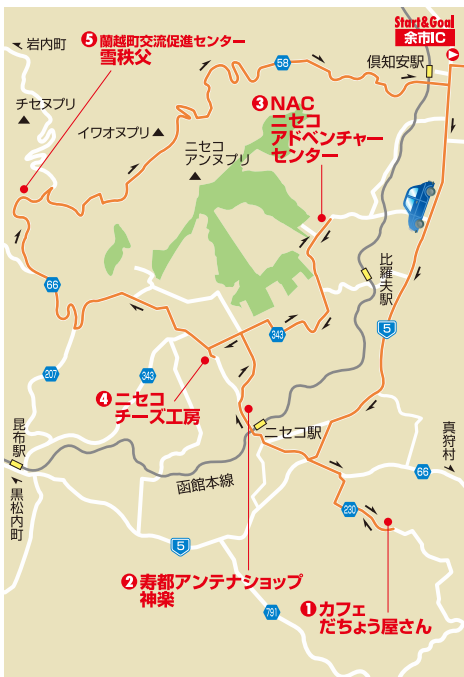 Start&Goal
余市IC
❺蘭越町交流促進センター
雪秩父
岩内町
倶知安駅
58
チセヌプリ
イワオヌプリ
ニセコ
アンヌプリ
❸NAC
ニセコ
アドベンチャー
センター
比羅夫駅
66
5
343
207
343
❹ニセコ
チーズ工房
昆布駅
ニセコ駅
真狩村
66
函館本線
黒松内町
230
5
❷寿都アンテナショップ
神楽
❶カフェ
だちょう屋さん
791